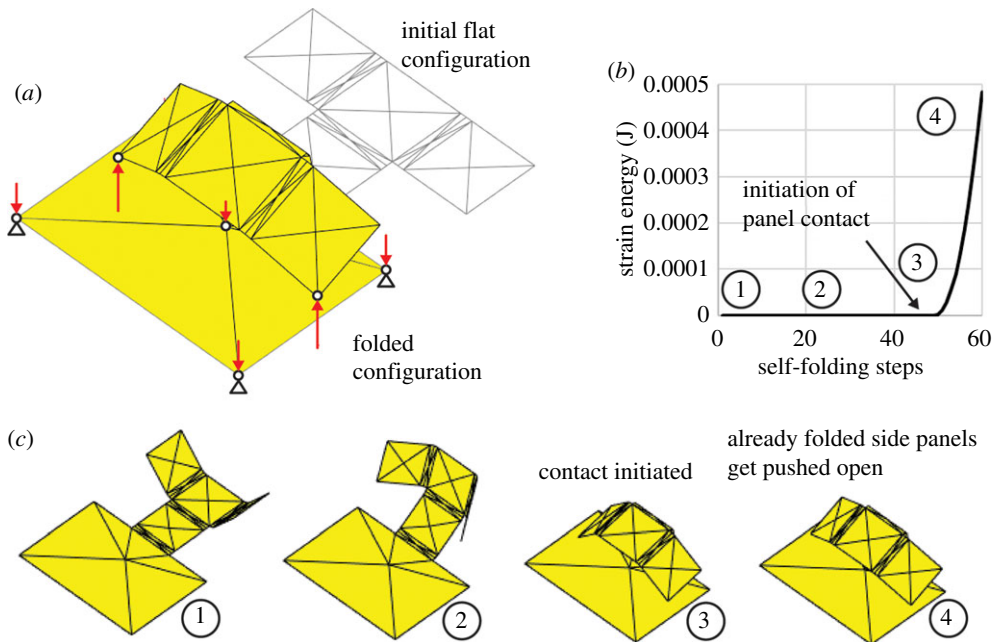 (a)
initial flat
configuration
folded
configuration
(b)
0.0005
0.0004
0.0003
0.0002
0.0001
0
strain energy (J)
initiation of
panel contact
1
2
3
4
0 20 40 60
self-folding steps
(c)
1
2
contact initiated
3
already folded side panels
get pushed open
4